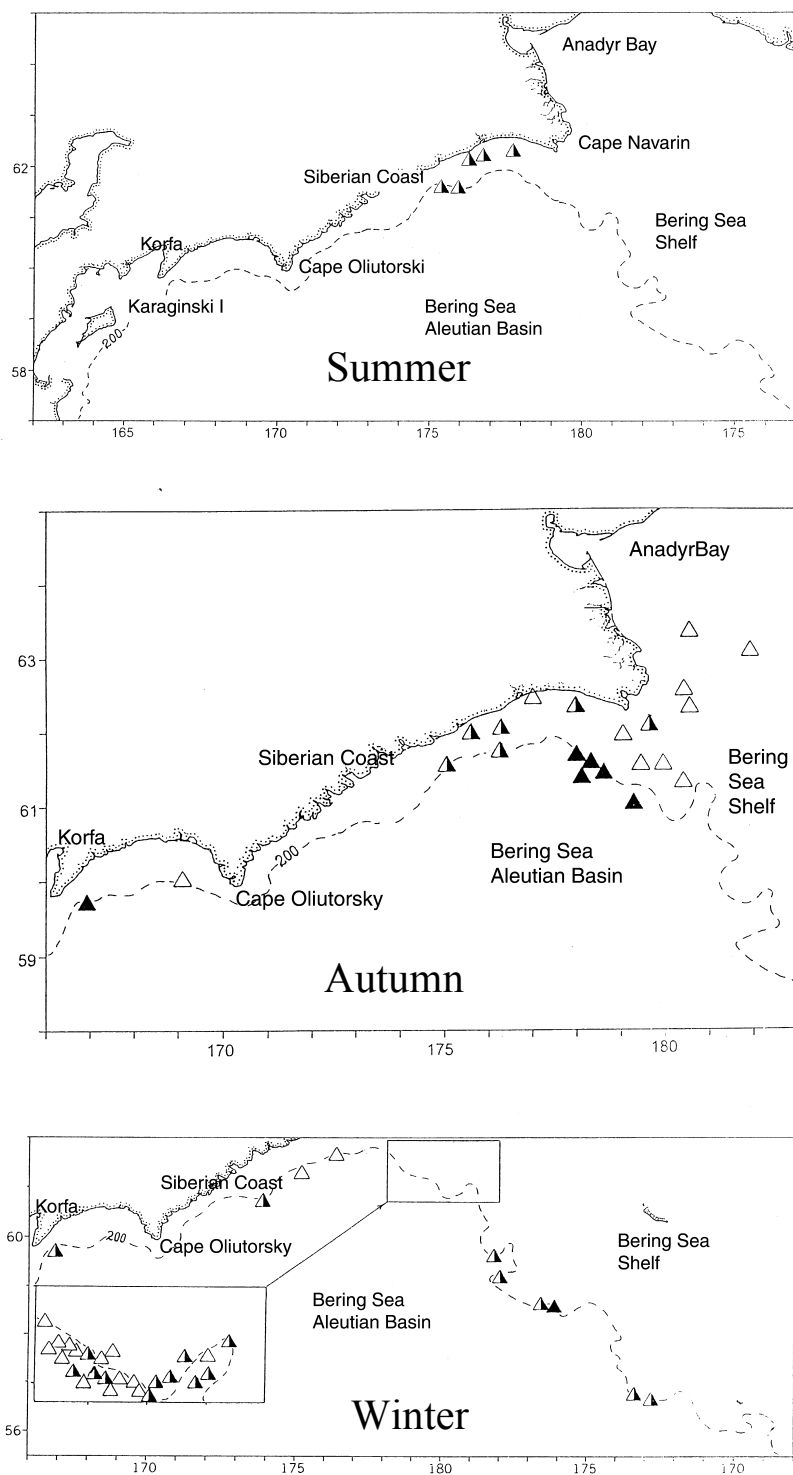 Anadyr Bay
Cape Navarin
62
Siberian Coast
Bering Sea
Shelf
Korfa
Cape Oliutorski
Karaginski I
Bering Sea
Aleutian Basin
200
Summer
58
165 170 175 180 175
AnadyrBay
63
Siberian Coast
Bering
Sea
Shelf
61
Korfa
200
Bering Sea
Aleutian Basin
Cape Oliutorsky
59
Autumn
170 175 180
Siberian Coast
Korfa
200
60
Cape Oliutorsky
Bering Sea
Shelf
Bering Sea
Aleutian Basin
Winter
56
170 175 180 175 170